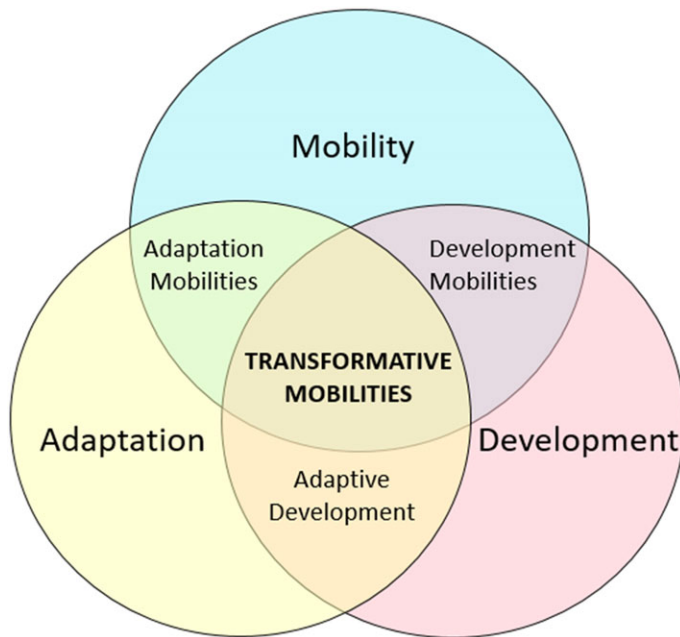 Mobility
Adaptation
Mobilities
Development
Mobilities
TRANSFORMATIVE
MOBILITIES
Adaptation
Development
Adaptive
Development